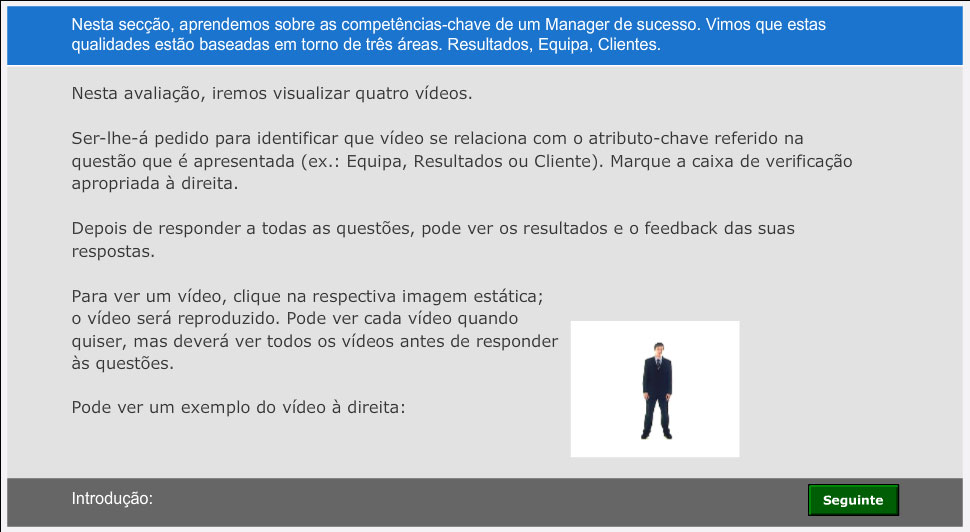 Nesta secção, aprendemos sobre as competências-chave de um Manager de sucesso. Vimos que estas
qualidades estão baseadas em torno de três áreas. Resultados, Equipa, Clientes.
Nesta avaliação, iremos visualizar quatro vídeos.
Ser-lhe-á pedido para identificar que vídeo se relaciona com o atributo-chave referido na
questão que é apresentada (ex.: Equipa, Resultados ou Cliente). Marque a caixa de verificação
apropriada à direita.
Depois de responder a todas as questões, pode ver os resultados e o feedback das suas
respostas.
Para ver um vídeo, clique na respectiva imagem estática;
o vídeo será reproduzido. Pode ver cada vídeo quando
quiser, mas deverá ver todos os vídeos antes de responder
às questões.
Pode ver um exemplo do vídeo à direita:
Introdução:
Seguinte